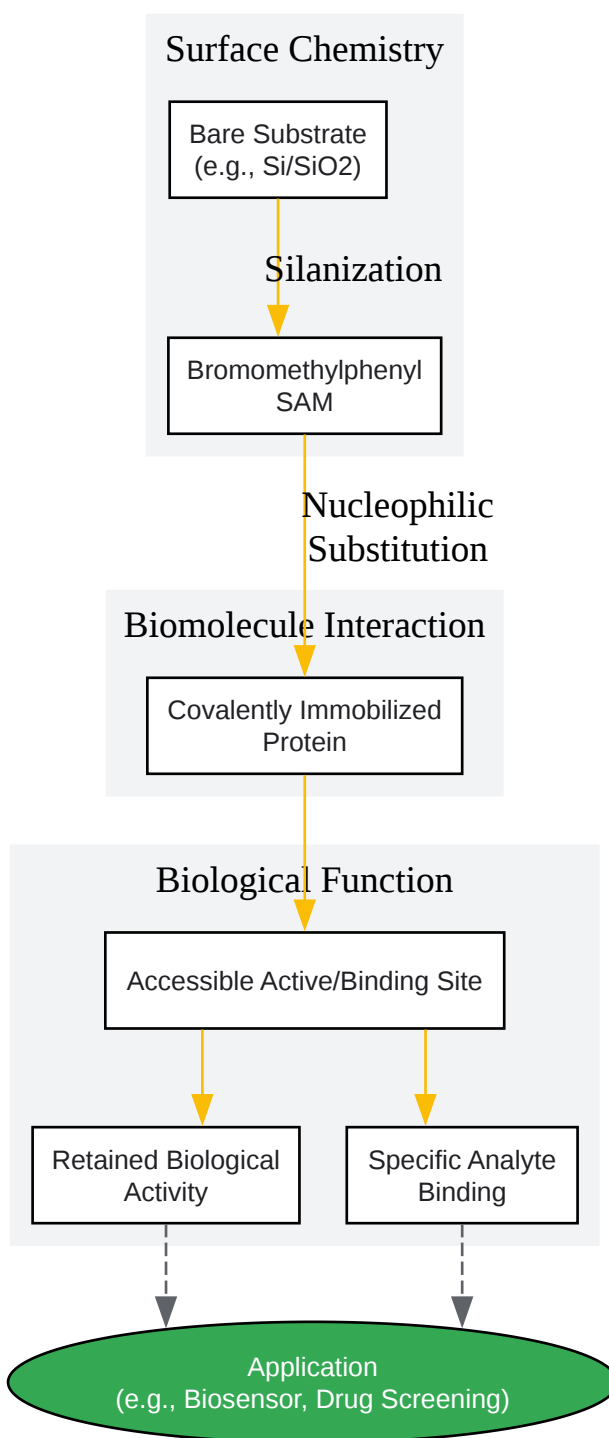 Surface Chemistry
Bare Substrate
(e.g., Si/SiO2)
Silanization
Bromomethylphenyl
SAM
Nucleophilic
Substitution
Biomolecule Interaction
Covalently Immobilized
Protein
Biological Function
Accessible Active/Binding Site
Retained Biological
Activity
Specific Analyte
Binding
Application
(e.g., Biosensor, Drug Screening)